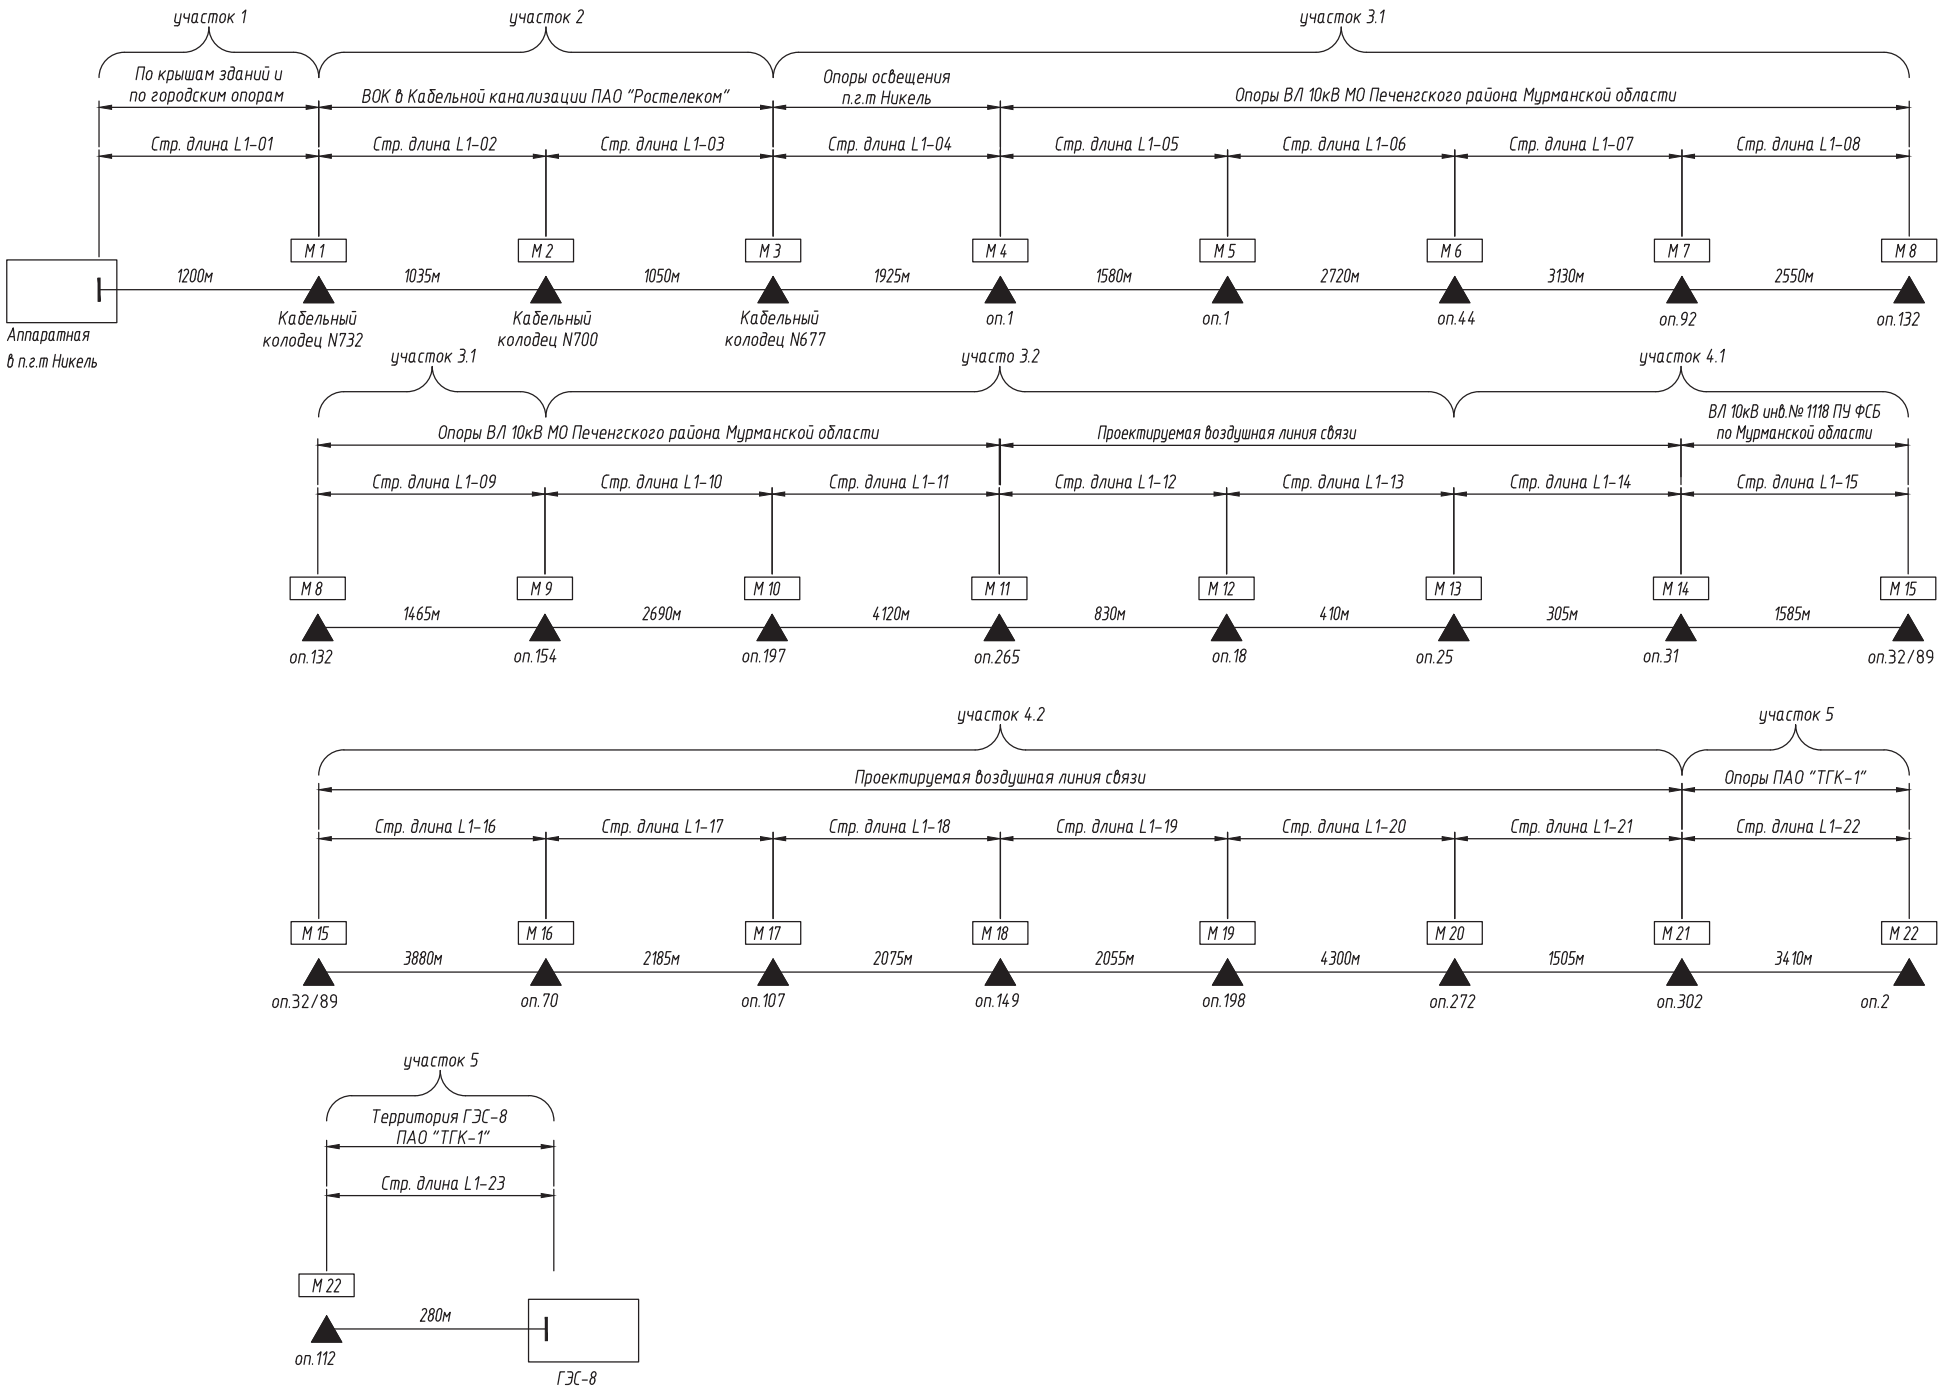 участок 1
участок 2
участок 3.1
По крышам зданий и
по городским опорам
ВОК в Кабельной канализации ПАО "Ростелеком"
Опоры освещения
п.г.т Никель
Опоры ВЛ 10кВ МО Печенгского района Мурманской области
Стр. длина L1-01
Стр. длина L1-02
Стр. длина L1-03
Стр. длина L1-04
Стр. длина L1-05
Стр. длина L1-06
Стр. длина L1-07
Стр. длина L1-08
М 1
М 2
М 3
М 4
М 5
М 6
М 7
М 8
1200м
1035м
1050м
1925м
1580м
2720м
3130м
2550м
Аппаратная
в п.г.т Никель
Кабельный
колодец N732
Кабельный
колодец N700
Кабельный
колодец N677
оп.1
оп.1
оп.44
оп.92
оп.132
участок 3.1
участо 3.2
участок 4.1
Опоры ВЛ 10кВ МО Печенгского района Мурманской области
Проектируемая воздушная линия связи
ВЛ 10кВ инв.№ 1118 ПУ ФСБ
по Мурманской области
Стр. длина L1-09
Стр. длина L1-10
Стр. длина L1-11
Стр. длина L1-12
Стр. длина L1-13
Стр. длина L1-14
Стр. длина L1-15
М 8
М 9
М 10
М 11
М 12
М 13
М 14
М 15
1465м
2690м
4120м
830м
410м
305м
1585м
оп.132
оп.154
оп.197
оп.265
оп.18
оп.25
оп.31
оп.32/89
участок 4.2
участок 5
Проектируемая воздушная линия связи
Опоры ПАО "ТГК-1"
Стр. длина L1-16
Стр. длина L1-17
Стр. длина L1-18
Стр. длина L1-19
Стр. длина L1-20
Стр. длина L1-21
Стр. длина L1-22
М 15
М 16
М 17
М 18
М 19
М 20
М 21
М 22
3880м
2185м
2075м
2055м
4300м
1505м
3410м
оп.32/89
оп.70
оп.107
оп.149
оп.198
оп.272
оп.302
оп.2
участок 5
Территория ГЭС-8
ПАО "ТГК-1"
Стр. длина L1-23
М 22
280м
оп.112
ГЭС-8